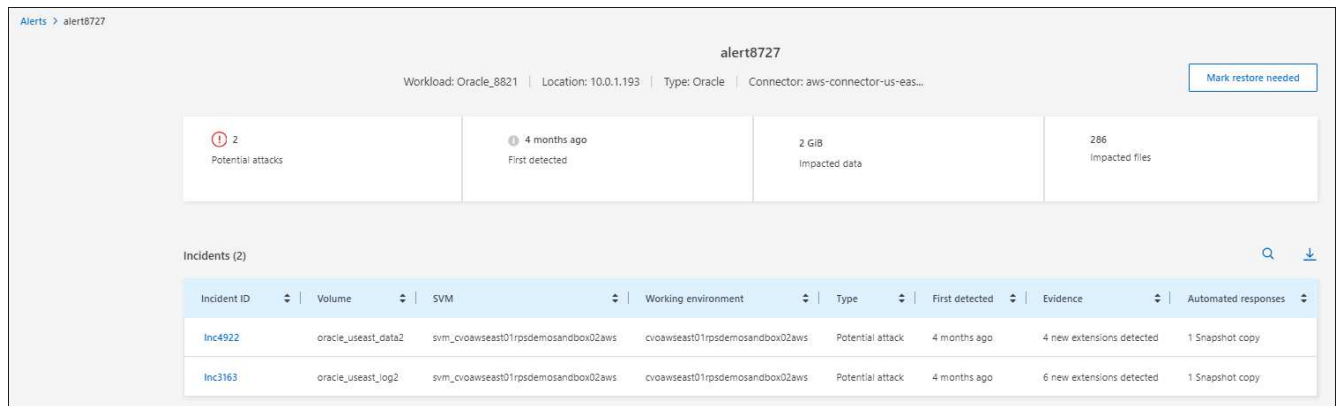 Alerts > alert8727
alert8727
Workload: Oracle_8821 | Location: 10.0.1.193 | Type: Oracle | Connector: aws-connector-us-eas...
Mark restore needed
2
Potential attacks
4 months ago
First detected
2 GiB
Impacted data
286
Impacted files
Incidents (2)
Incident ID | Volume | SVM | Working environment | Type | First detected | Evidence | Automated responses
Inc4922 oracle_useast_data2 svm_cvoawseast01rpsdemosandbox02aws cvoawseast01rpsdemosandbox02aws Potential attack 4 months ago 4 new extensions detected 1 Snapshot copy
Inc3163 oracle_useast_log2 svm_cvoawseast01rpsdemosandbox02aws cvoawseast01rpsdemosandbox02aws Potential attack 4 months ago 6 new extensions detected 1 Snapshot copy